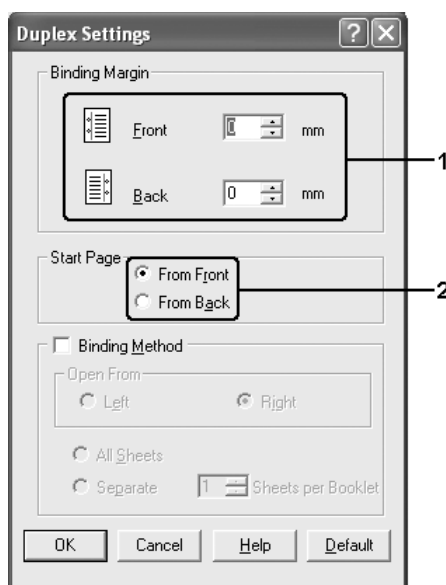 Duplex Settings
Binding Margin
Front 0 mm
1
Back 0 mm
Start Page
From Front
2
From Back
Binding Method
Open From
Left Right
All Sheets
Separate 1 Sheets per Booklet
OK Cancel Help Default